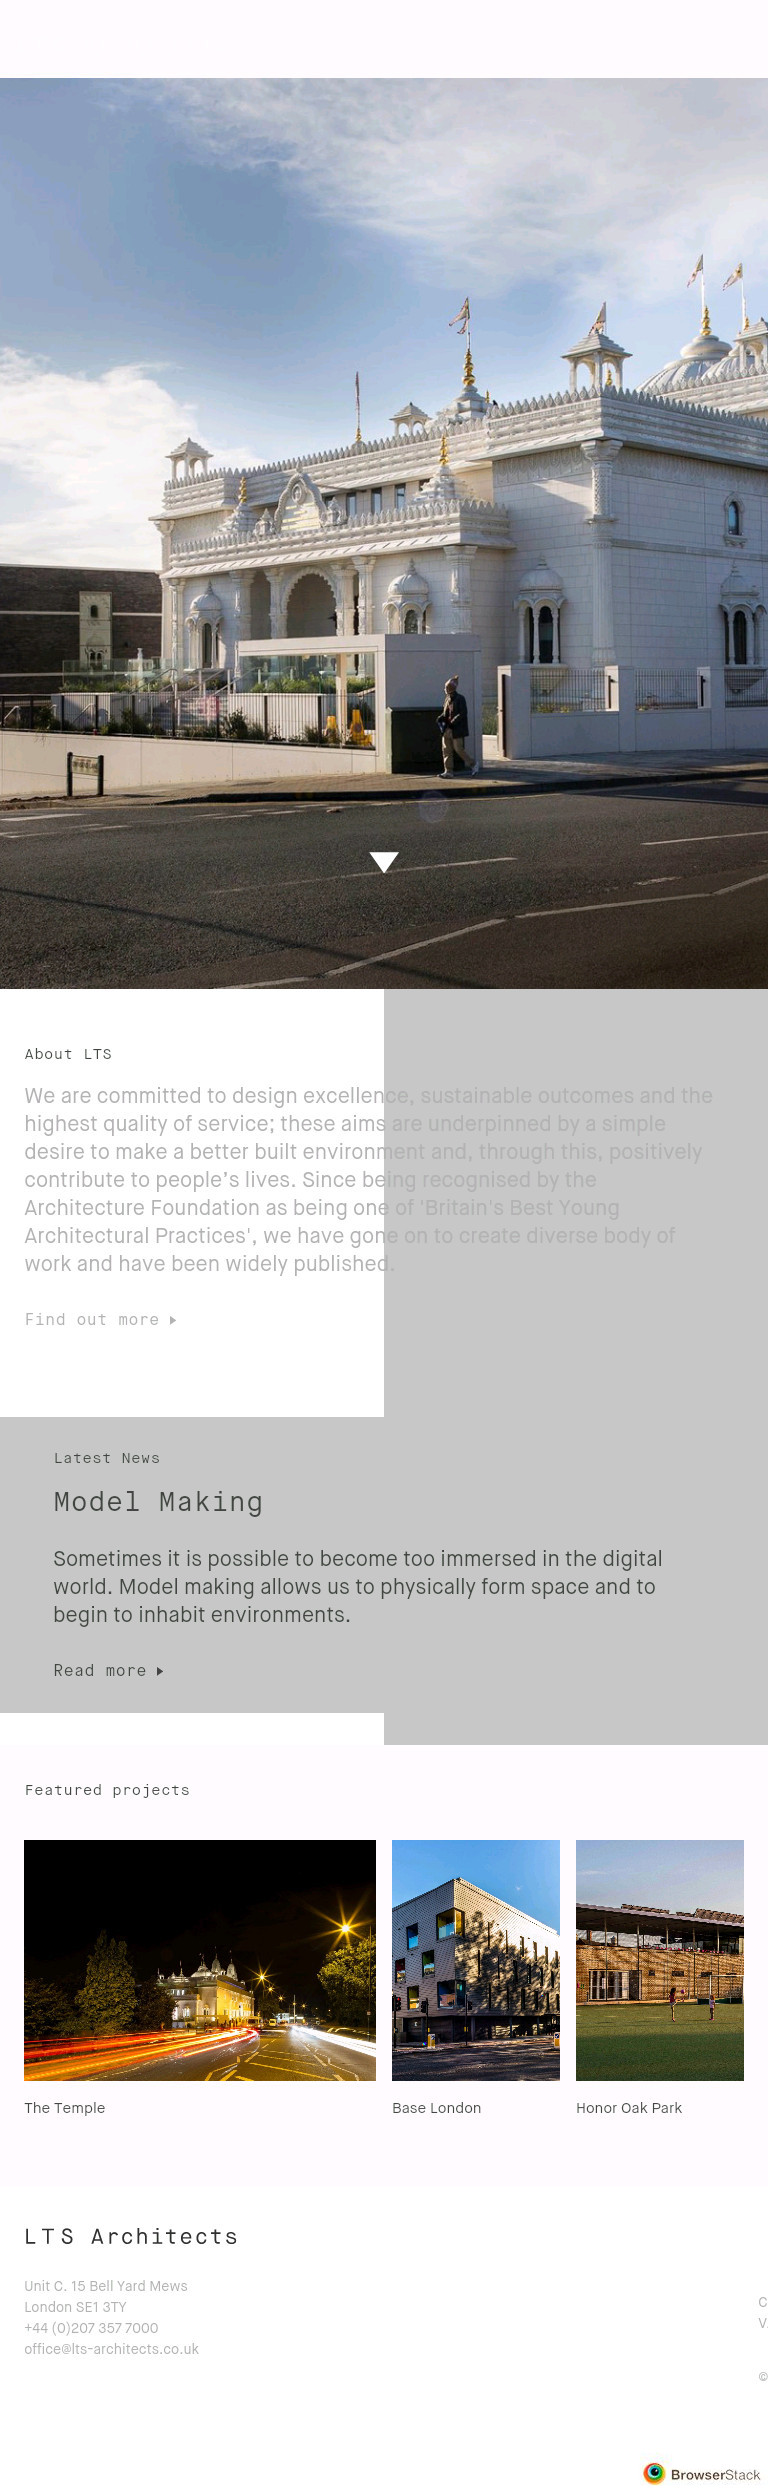 About LTS
We are committed to design excellence, sustainable outcomes and the
highest quality of service; these aims are underpinned by a simple
desire to make a better built environment and, through this, positively
contribute to people’s lives. Since being recognised by the
Architecture Foundation as being one of 'Britain's Best Young
Architectural Practices', we have gone on to create diverse body of
work and have been widely published.
Find out more
Latest News
Model Making
Sometimes it is possible to become too immersed in the digital
world. Model making allows us to physically form space and to
begin to inhabit environments.
Read more
Featured projects
The Temple
Base London
Honor Oak Park
LTS Architects
Unit C. 15 Bell Yard Mews
London SE1 3TY
+44 (0)207 357 7000
office@lts-architects.co.uk
©
BrowserStack